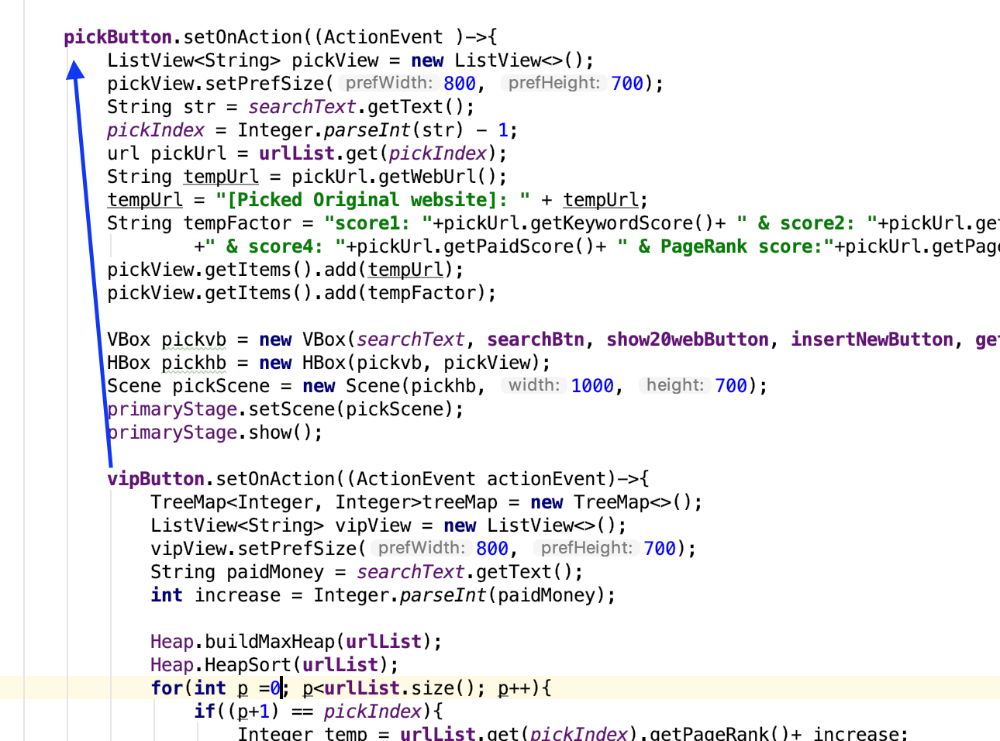 pickButton.setOnAction((ActionEvent )->{
ListView<String> pickView = new ListView<>();
pickView.setPrefSize( prefWidth: 800, prefHeight: 700);
String str = searchText.getText();
pickIndex = Integer.parseInt(str) - 1;
url pickUrl = urlList.get(pickIndex);
String tempUrl = pickUrl.getWebUrl();
tempUrl = "[Picked Original website]: " + tempUrl;
String tempFactor = "score1: "+pickUrl.getKeywordScore()+ " & score2: "+pickUrl.get
+" & score4: "+pickUrl.getPaidScore()+ " & PageRank score:"+pickUrl.getPage
pickView.getItems().add(tempUrl);
pickView.getItems().add(tempFactor);
VBox pickvb = new VBox(searchText, searchBtn, show20webButton, insertNewButton, get
HBox pickhb = new HBox(pickvb, pickView);
Scene pickScene = new Scene(pickhb, width: 1000, height: 700);
primaryStage.setScene(pickScene);
primaryStage.show();
vipButton.setOnAction((ActionEvent actionEvent)->{
TreeMap<Integer, Integer>treeMap = new TreeMap<>();
ListView<String> vipView = new ListView<>();
vipView.setPrefSize( prefWidth: 800, prefHeight: 700);
String paidMoney = searchText.getText();
int increase = Integer.parseInt(paidMoney);
Heap.buildMaxHeap(urlList);
Heap.HeapSort(urlList);
for(int p =0; p<urlList.size(); p++){
if((p+1) == pickIndex){
Integer temp = urlList.get(pickIndex).getPageRank()+ increase;